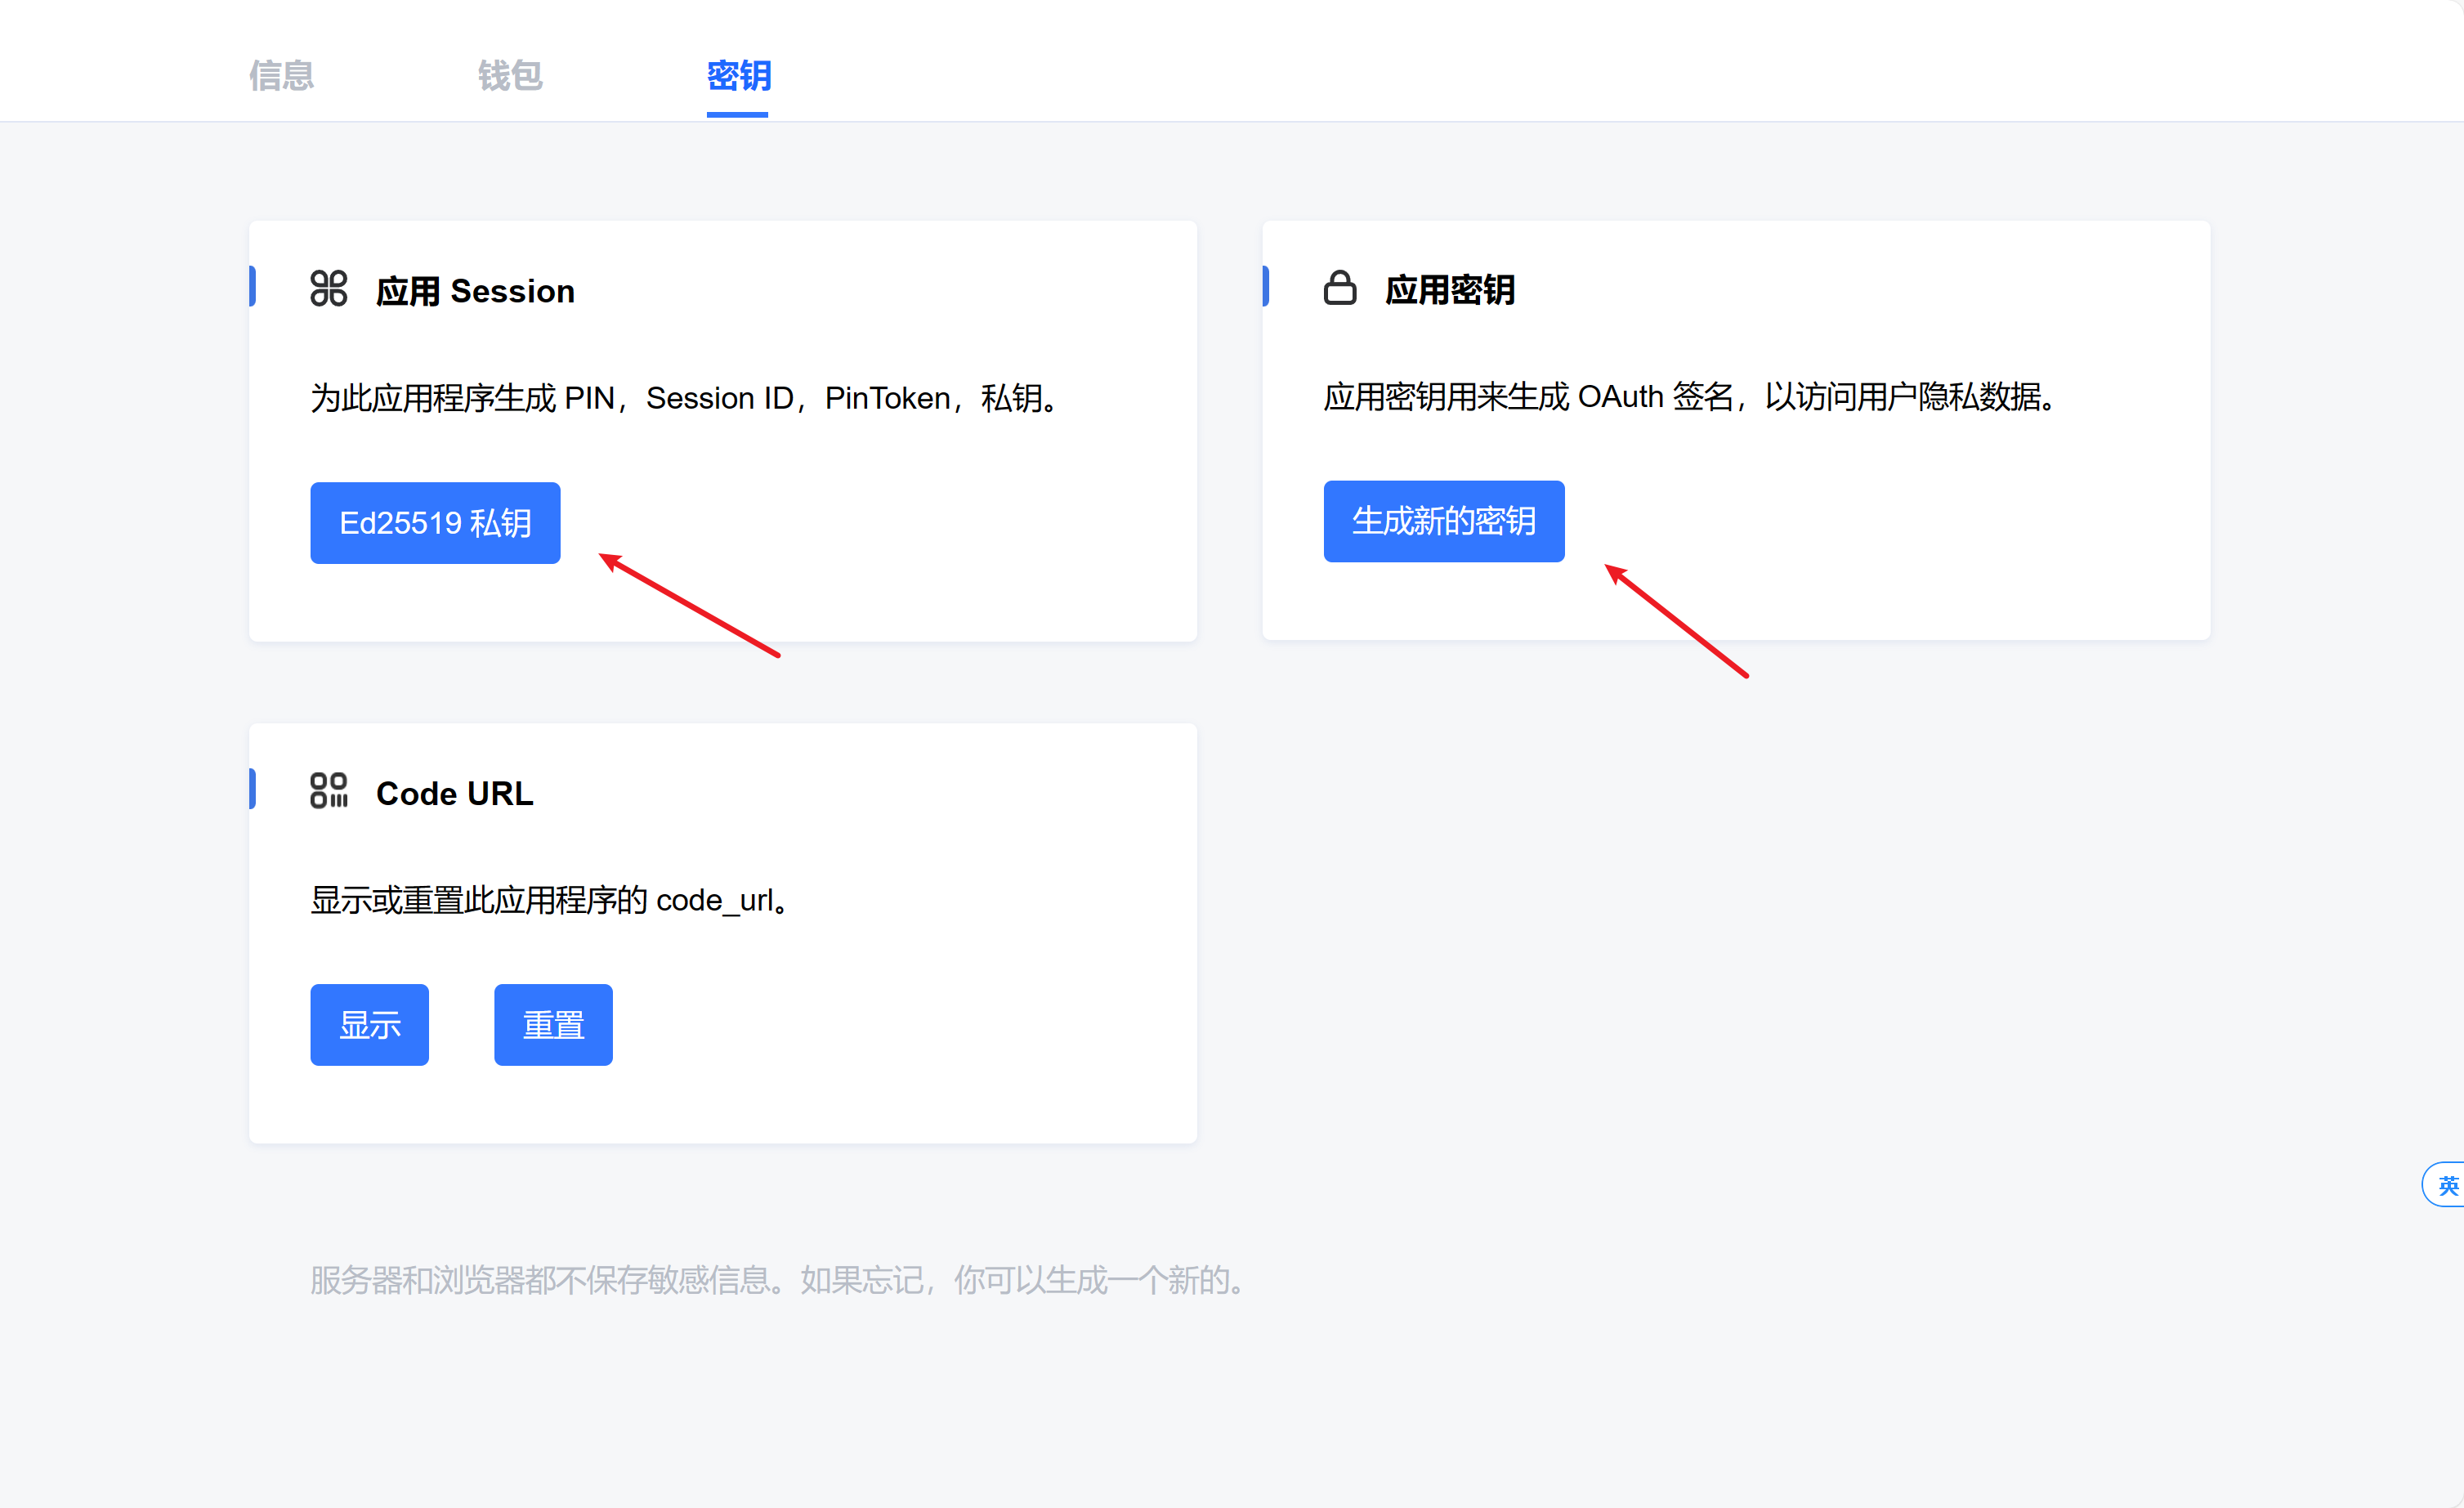 信息
钱包
密钥
应用 Session
为此应用程序生成 PIN，Session ID，PinToken，私钥。
Ed25519 私钥
应用密钥
应用密钥用来生成 OAuth 签名，以访问用户隐私数据。
生成新的密钥
Code URL
显示或重置此应用程序的 code_url。
显示
重置
英
服务器和浏览器都不保存敏感信息。如果忘记，你可以生成一个新的。